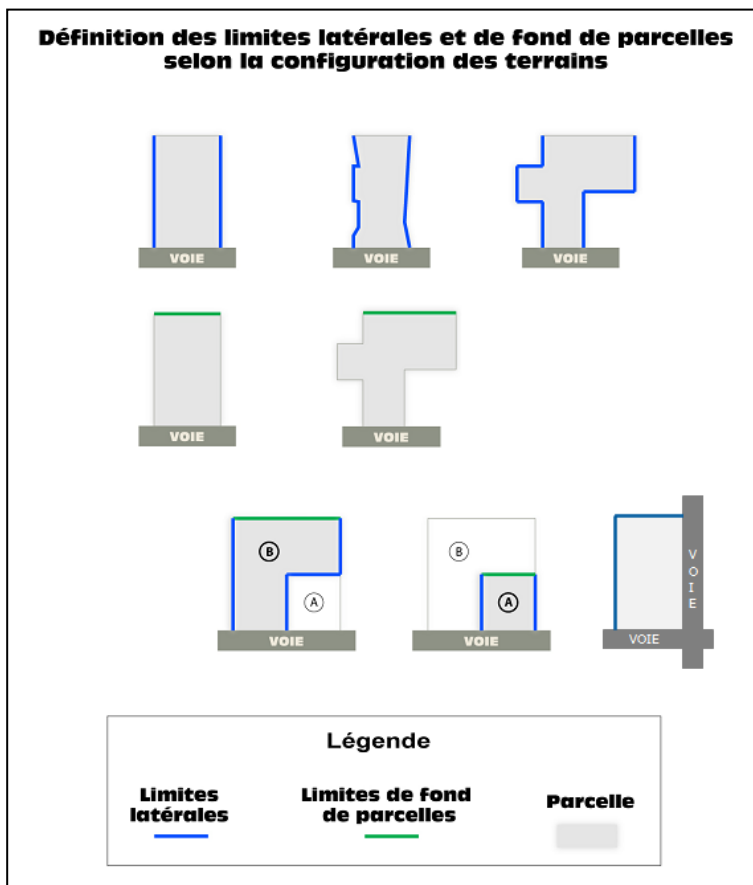 Définition des limites latérales et de fond de parcelles
selon la configuration des terrains
VOIE
VOIE
VOIE
VOIE
VOIE
B
A
VOIE
B
A
VOIE
VOIE
VOIE
Légende
Limites
latérales
Limites de fond
de parcelles
Parcelle